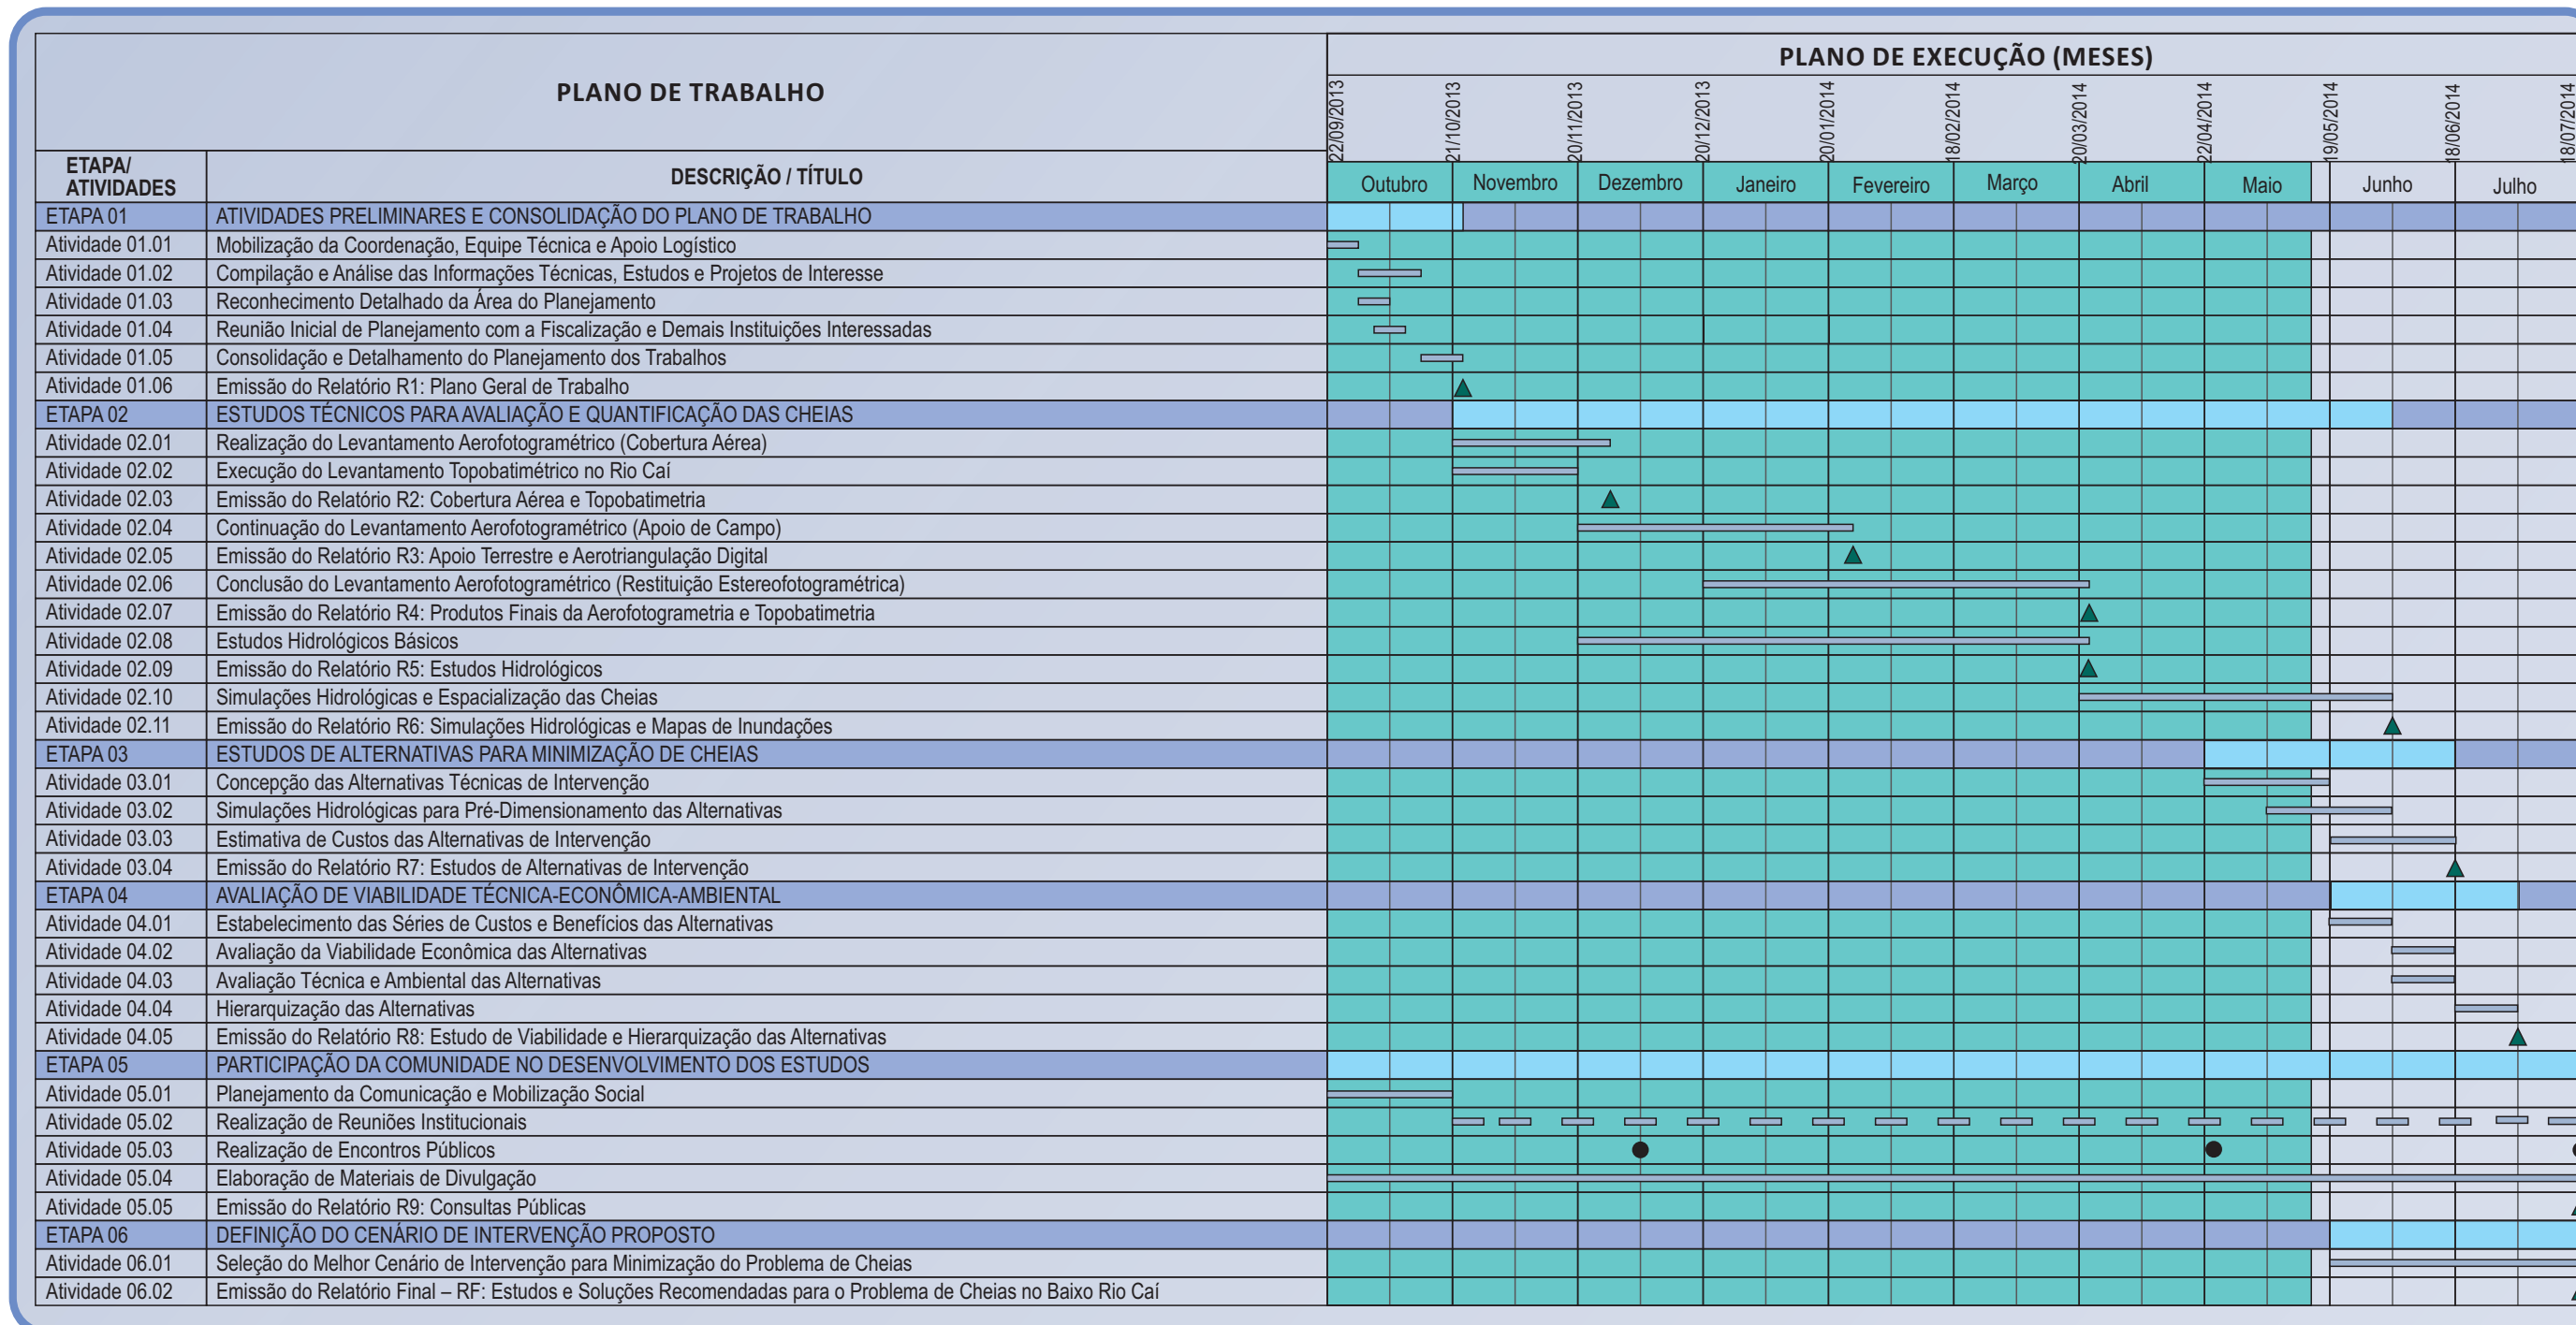 PLANO DE TRABALHO
PLANO DE EXECUÇÃO (MESES)
22/09/2013
21/10/2013
20/11/2013
20/12/2013
20/01/2014
18/02/2014
20/03/2014
22/04/2014
19/05/2014
18/06/2014
18/07/2014
ETAPA/
ATIVIDADES
DESCRIÇÃO / TÍTULO
Outubro Novembro Dezembro Janeiro Fevereiro Março Abril Maio Junho Julho
ETAPA 01 ATIVIDADES PRELIMINARES E CONSOLIDAÇÃO DO PLANO DE TRABALHO
Atividade 01.01 Mobilização da Coordenação, Equipe Técnica e Apoio Logístico
Atividade 01.02 Compilação e Análise das Informações Técnicas, Estudos e Projetos de Interesse
Atividade 01.03 Reconhecimento Detalhado da Área do Planejamento
Atividade 01.04 Reunião Inicial de Planejamento com a Fiscalização e Demais Instituições Interessadas
Atividade 01.05 Consolidação e Detalhamento do Planejamento dos Trabalhos
Atividade 01.06 Emissão do Relatório R1: Plano Geral de Trabalho
ETAPA 02 ESTUDOS TÉCNICOS PARA AVALIAÇÃO E QUANTIFICAÇÃO DAS CHEIAS
Atividade 02.01 Realização do Levantamento Aerofotogramétrico (Cobertura Aérea)
Atividade 02.02 Execução do Levantamento Topobatimétrico no Rio Caí
Atividade 02.03 Emissão do Relatório R2: Cobertura Aérea e Topobatimetria
Atividade 02.04 Continuação do Levantamento Aerofotogramétrico (Apoio de Campo)
Atividade 02.05 Emissão do Relatório R3: Apoio Terrestre e Aerotriangulação Digital
Atividade 02.06 Conclusão do Levantamento Aerofotogramétrico (Restituição Estereofotogramétrica)
Atividade 02.07 Emissão do Relatório R4: Produtos Finais da Aerofotogrametria e Topobatimetria
Atividade 02.08 Estudos Hidrológicos Básicos
Atividade 02.09 Emissão do Relatório R5: Estudos Hidrológicos
Atividade 02.10 Simulações Hidrológicas e Espacialização das Cheias
Atividade 02.11 Emissão do Relatório R6: Simulações Hidrológicas e Mapas de Inundações
ETAPA 03 ESTUDOS DE ALTERNATIVAS PARA MINIMIZAÇÃO DE CHEIAS
Atividade 03.01 Concepção das Alternativas Técnicas de Intervenção
Atividade 03.02 Simulações Hidrológicas para Pré-Dimensionamento das Alternativas
Atividade 03.03 Estimativa de Custos das Alternativas de Intervenção
Atividade 03.04 Emissão do Relatório R7: Estudos de Alternativas de Intervenção
ETAPA 04 AVALIAÇÃO DE VIABILIDADE TÉCNICA-ECONÔMICA-AMBIENTAL
Atividade 04.01 Estabelecimento das Séries de Custos e Benefícios das Alternativas
Atividade 04.02 Avaliação da Viabilidade Econômica das Alternativas
Atividade 04.03 Avaliação Técnica e Ambiental das Alternativas
Atividade 04.04 Hierarquização das Alternativas
Atividade 04.05 Emissão do Relatório R8: Estudo de Viabilidade e Hierarquização das Alternativas
ETAPA 05 PARTICIPAÇÃO DA COMUNIDADE NO DESENVOLVIMENTO DOS ESTUDOS
Atividade 05.01 Planejamento da Comunicação e Mobilização Social
Atividade 05.02 Realização de Reuniões Institucionais
Atividade 05.03 Realização de Encontros Públicos
Atividade 05.04 Elaboração de Materiais de Divulgação
Atividade 05.05 Emissão do Relatório R9: Consultas Públicas
ETAPA 06 DEFINIÇÃO DO CENÁRIO DE INTERVENÇÃO PROPOSTO
Atividade 06.01 Seleção do Melhor Cenário de Intervenção para Minimização do Problema de Cheias
Atividade 06.02 Emissão do Relatório Final – RF: Estudos e Soluções Recomendadas para o Problema de Cheias no Baixo Rio Caí